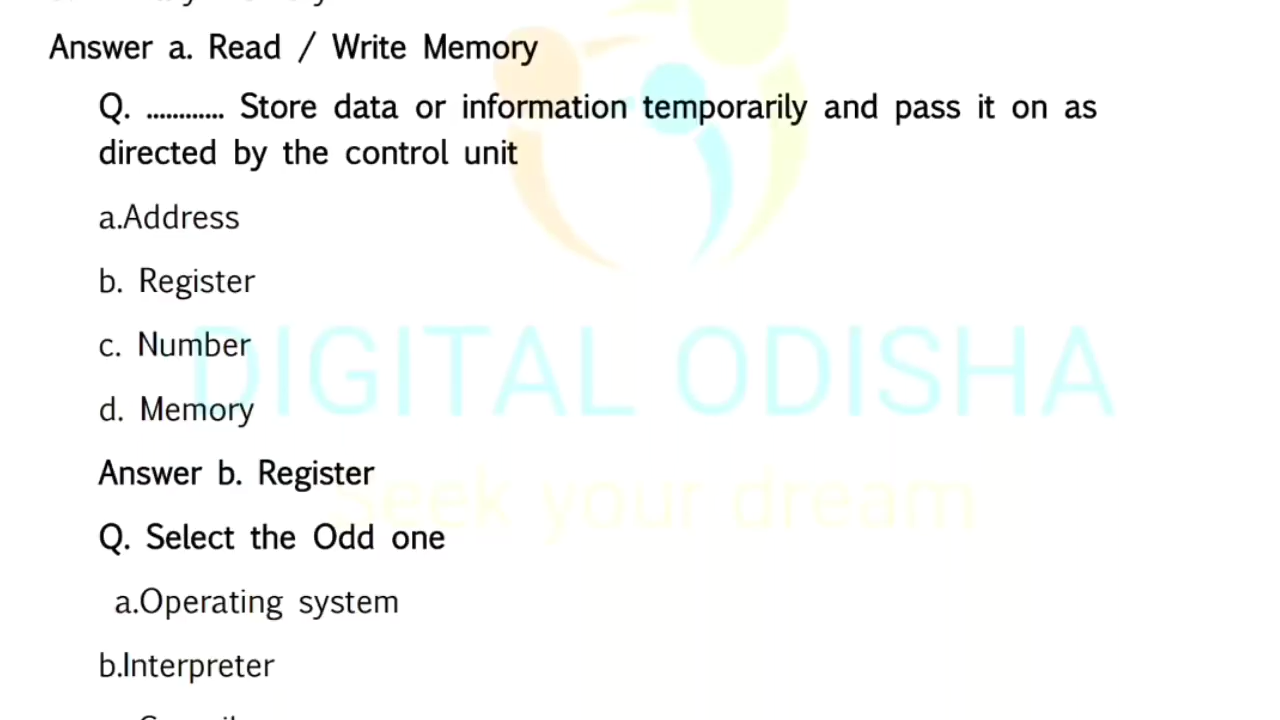 Answer a. Read / Write Memory
Q. ............ Store data or information temporarily and pass it on as
directed by the control unit
a.Address
b. Register
c. Number
d. Memory
DIGITAL ODISHA
Answer b. Register
Seek your dream
Q. Select the Odd one
a.Operating system
b.Interpreter